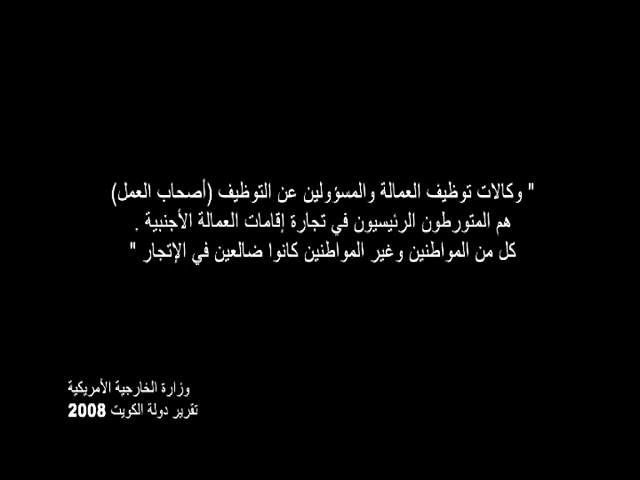 " وكالات توظيف العمالة والمسؤولين عن التوظيف (أصحاب العمل)
هم المتورطون الرئيسيون في تجارة إقامات العمالة الأجنبية .
كل من المواطنين وغير المواطنين كانوا ضالعين في الإتجار "
وزارة الخارجية الأمريكية
تقرير دولة الكويت 2008